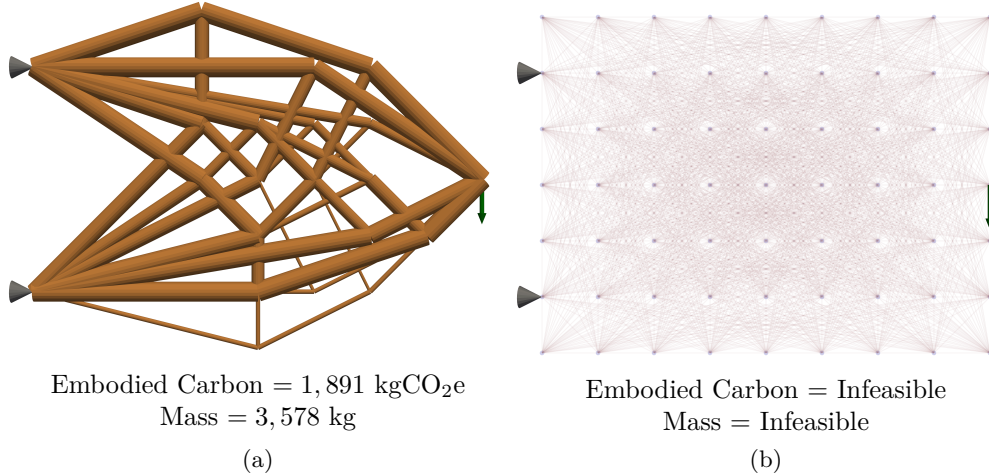 Embodied Carbon = 1,891 kgCO₂e
Mass = 3,578 kg
(a)
Embodied Carbon = Infeasible
Mass = Infeasible
(b)